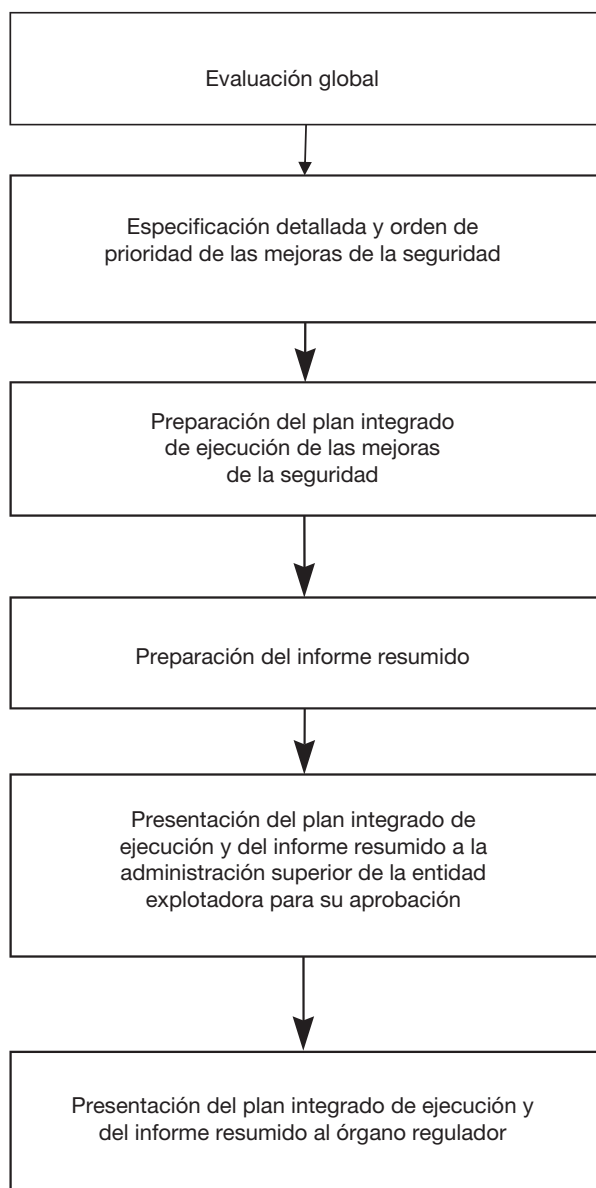 Evaluación global
Especificación detallada y orden de
prioridad de las mejoras de la seguridad
Preparación del plan integrado
de ejecución de las mejoras
de la seguridad
Preparación del informe resumido
Presentación del plan integrado de
ejecución y del informe resumido a la
administración superior de la entidad
explotadora para su aprobación
Presentación del plan integrado de ejecución y
del informe resumido al órgano regulador